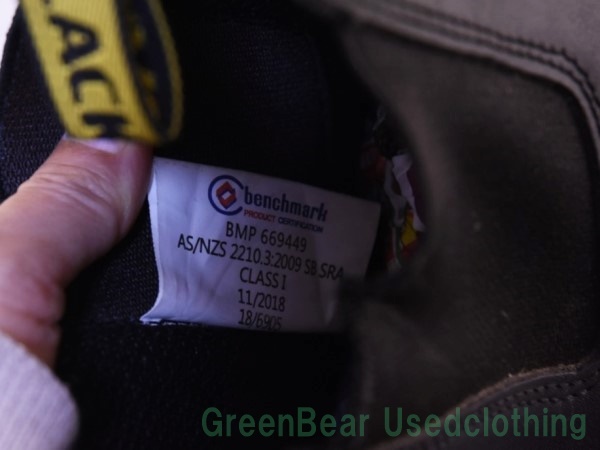 LACK
benchmark
PRODUCT CERTIFICATION
BMP 669449
AS/NZS 2210.3:2009 SB SRA
CLASS I
11/2018
18/6905
GreenBear Usedclothing